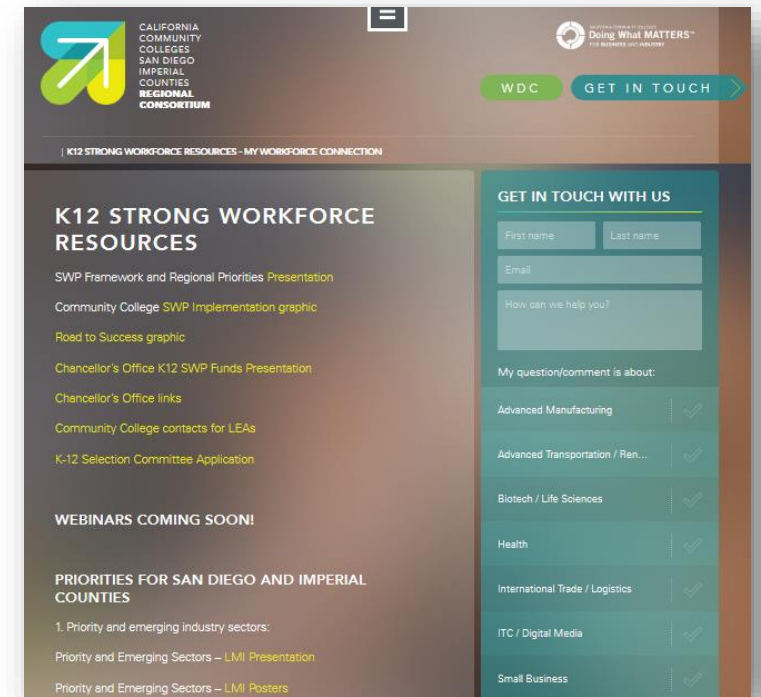 CALIFORNIA
COMMUNITY
COLLEGES
SAN DIEGO
IMPERIAL
COUNTIES
REGIONAL
CONSORTIUM
Doing What MATTERS™
FOR BUSINESS AND INDUSTRY
WDC
GET IN TOUCH
| K12 STRONG WORKFORCE RESOURCES - MY WORKFORCE CONNECTION
K12 STRONG WORKFORCE
RESOURCES
SWP Framework and Regional Priorities Presentation
Community College SWP Implementation graphic
Road to Success graphic
Chancellor's Office K12 SWP Funds Presentation
Chancellor's Office links
Community College contacts for LEAs
K-12 Selection Committee Application
WEBINARS COMING SOON!
PRIORITIES FOR SAN DIEGO AND IMPERIAL
COUNTIES
1. Priority and emerging industry sectors:
Priority and Emerging Sectors – LMI Presentation
Priority and Emerging Sectors – LMI Posters
GET IN TOUCH WITH US
First name
Last name
Email
How can we help you?
My question/comment is about:
Advanced Manufacturing
Advanced Transportation / Ren...
Biotech / Life Sciences
Health
International Trade / Logistics
ITC / Digital Media
Small Business